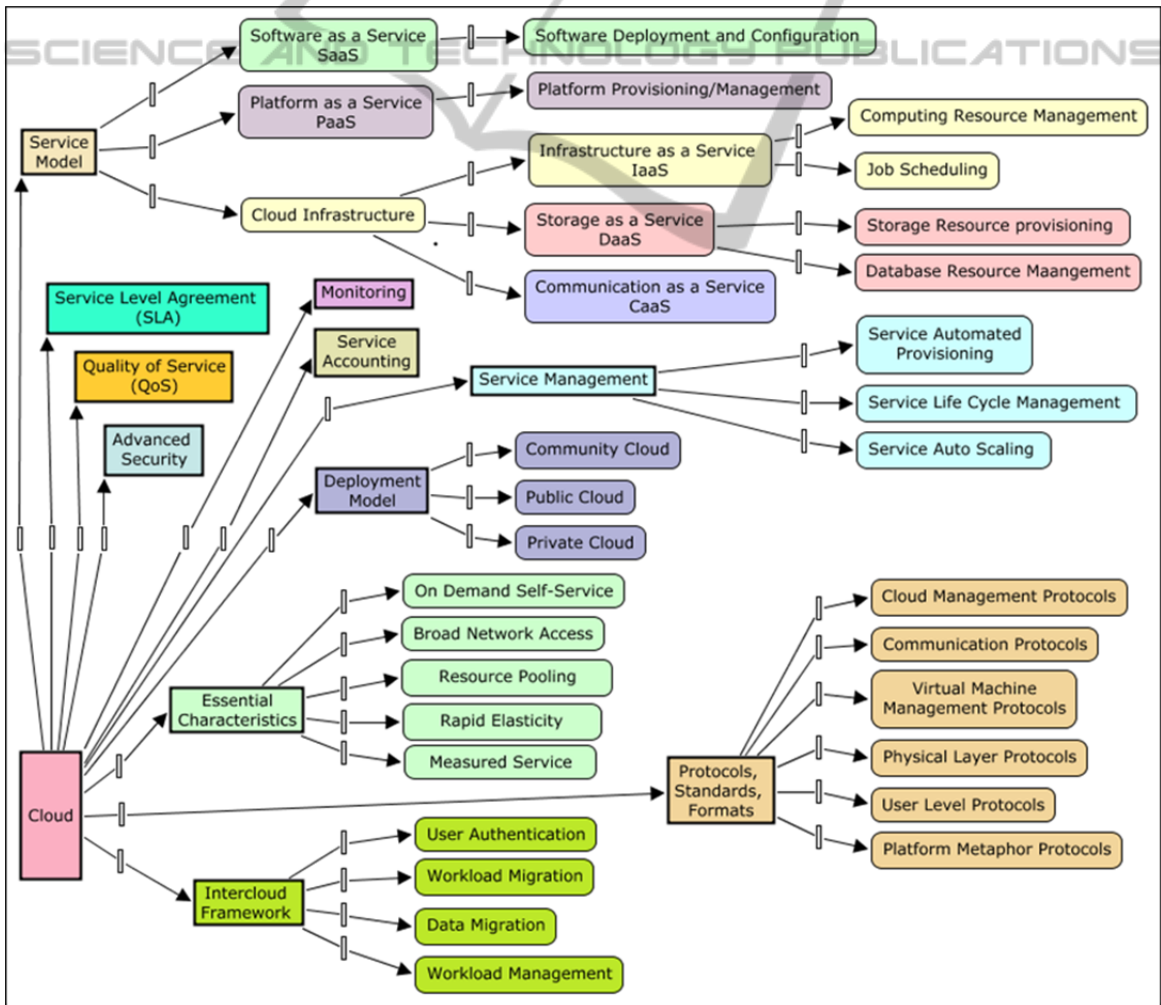 SCIENCE AND TECHNOLOGY PUBLICATIONS
Software as a Service
SaaS
Software Deployment and Configuration
Platform as a Service
PaaS
Platform Provisioning/Management
Service
Model
Infrastructure as a Service
IaaS
Computing Resource Management
Job Scheduling
Cloud Infrastructure
Storage as a Service
DaaS
Storage Resource provisioning
Database Resource Maangement
Communication as a Service
CaaS
Service Level Agreement
(SLA)
Monitoring
Quality of Service
(QoS)
Service
Accounting
Advanced
Security
Service Management
Service Automated
Provisioning
Service Life Cycle Management
Service Auto Scaling
Deployment
Model
Community Cloud
Public Cloud
Private Cloud
Essential
Characteristics
On Demand Self-Service
Broad Network Access
Resource Pooling
Rapid Elasticity
Measured Service
Cloud
Protocols,
Standards,
Formats
Cloud Management Protocols
Communication Protocols
Virtual Machine
Management Protocols
Physical Layer Protocols
User Level Protocols
Platform Metaphor Protocols
Intercloud
Framework
User Authentication
Workload Migration
Data Migration
Workload Management